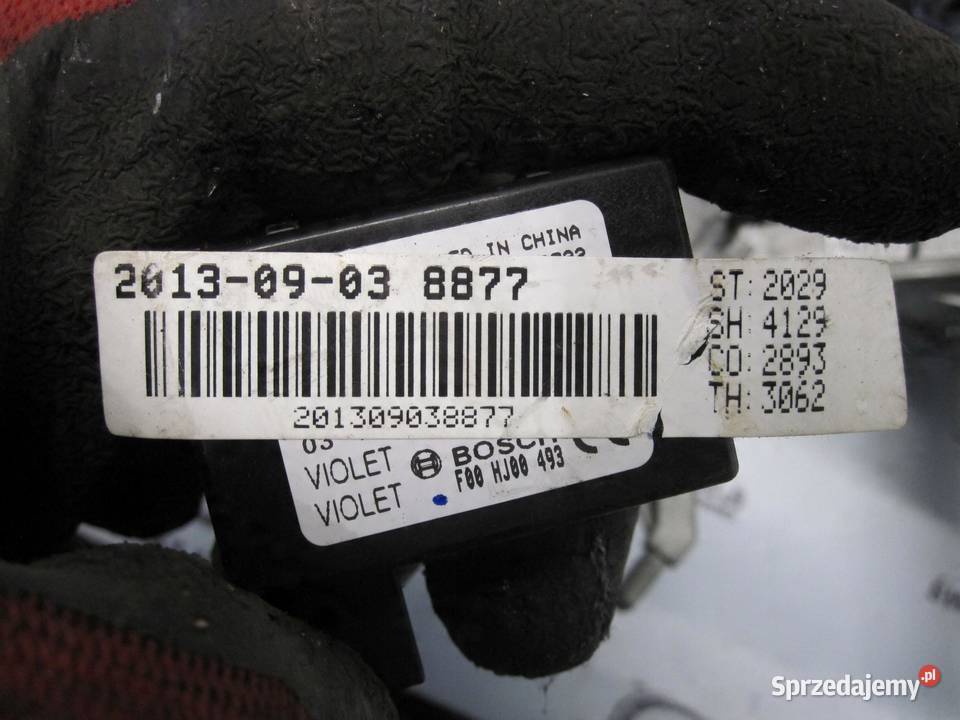 IN CHINA
2013-09-03 8877
ST: 2029
SH: 4129
CO: 2893
TH: 3062
201309038877
03
VIOLET
BOSCH
F00 HJ00 493
VIOLET
Sprzedajemy.pl